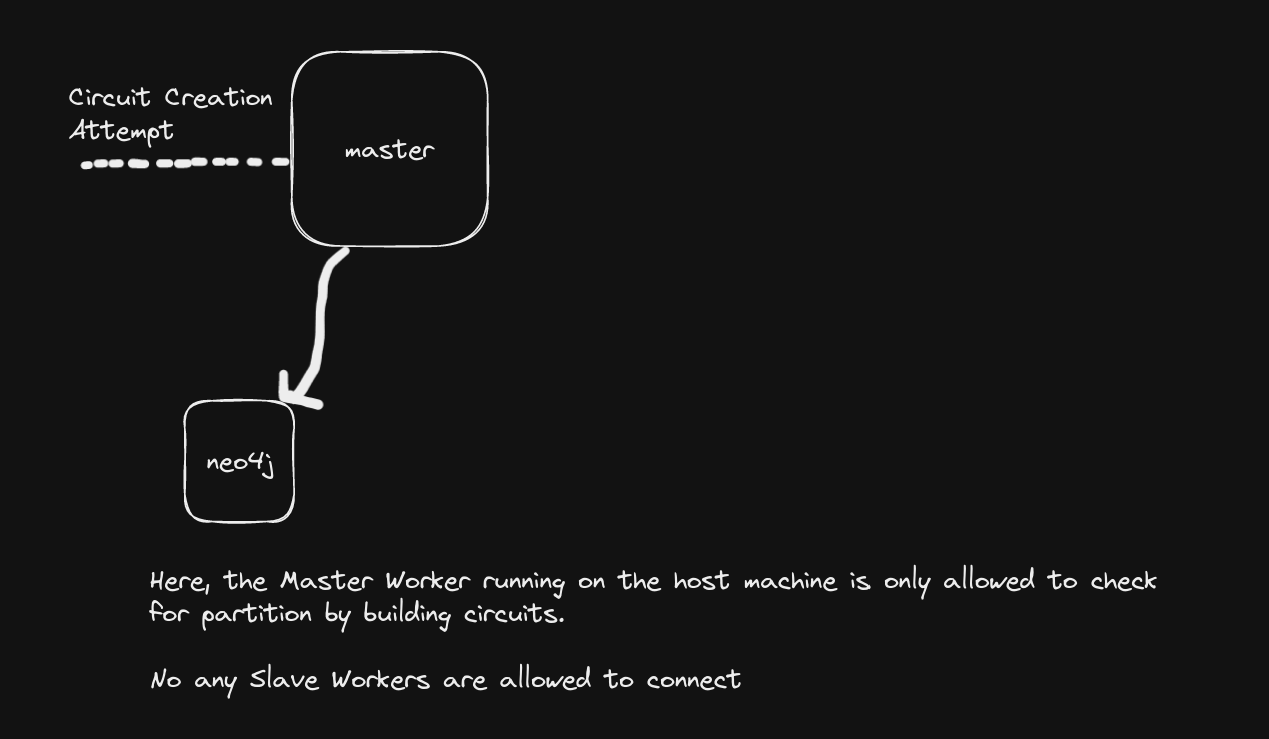 Circuit Creation
Attempt
master
neo4j
Here, the Master Worker running on the host machine is only allowed to check
for partition by building circuits.
No any Slave Workers are allowed to connect